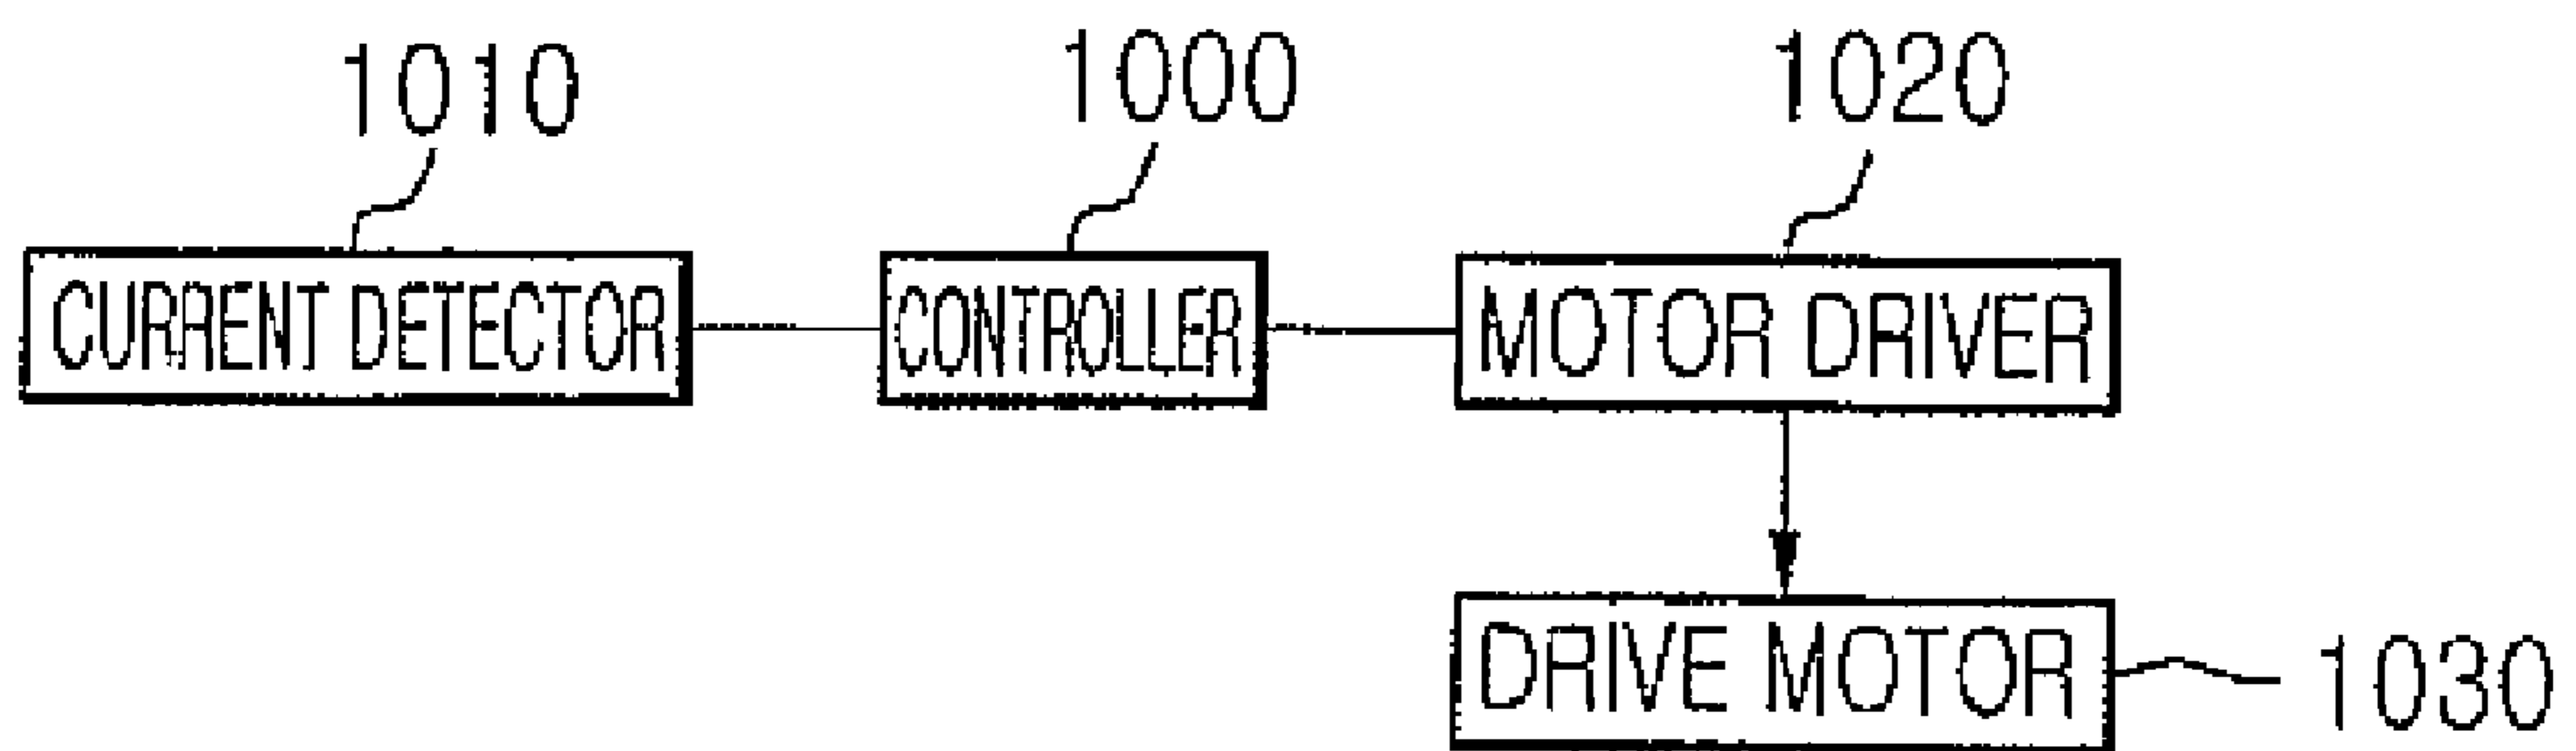 1010 1000 1020
CURRENT DETECTOR CONTROLLER MOTOR DRIVER
DRIVE MOTOR 1030